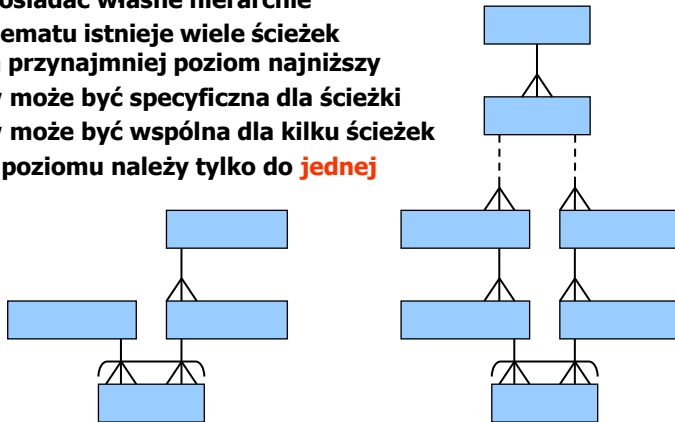 własne hierarchie
ematu istnieje wiele ścieżek
przynajmniej poziom najniższy
może być specyficzna dla ścieżki
może być wspólna dla kilku ścieżek
poziomu należy tylko do jednej